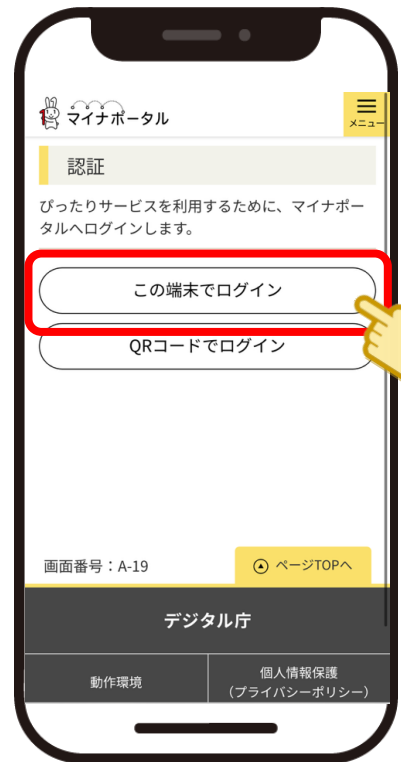 マイナポータル
メニュー
認証
ぴったりサービスを利用するために、マイナポー
タルへログインします。
この端末でログイン
QRコードでログイン
画面番号：A-19
ページTOPへ
デジタル庁
動作環境
個人情報保護
（プライバシーポリシー）